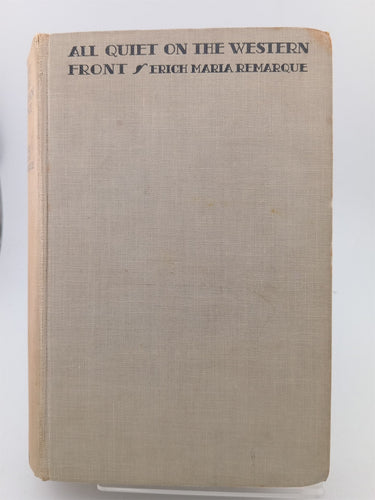 ALL QUIET ON THE WESTERN
FRONT ERICH MARIA REMARQUE